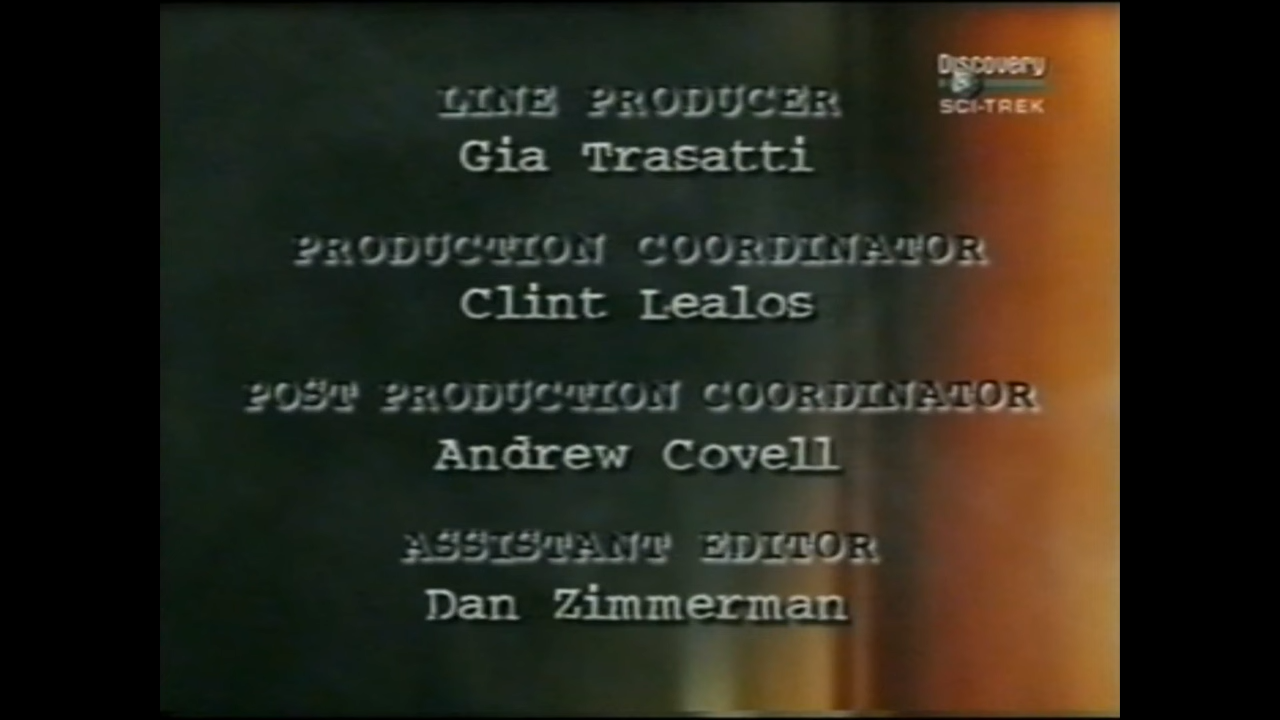 Discovery
SCI-TREK
LINE PRODUCER
Gia Trasatti
PRODUCTION COORDINATOR
Clint Lealos
POST PRODUCTION COORDINATOR
Andrew Covell
ASSISTANT EDITOR
Dan Zimmerman